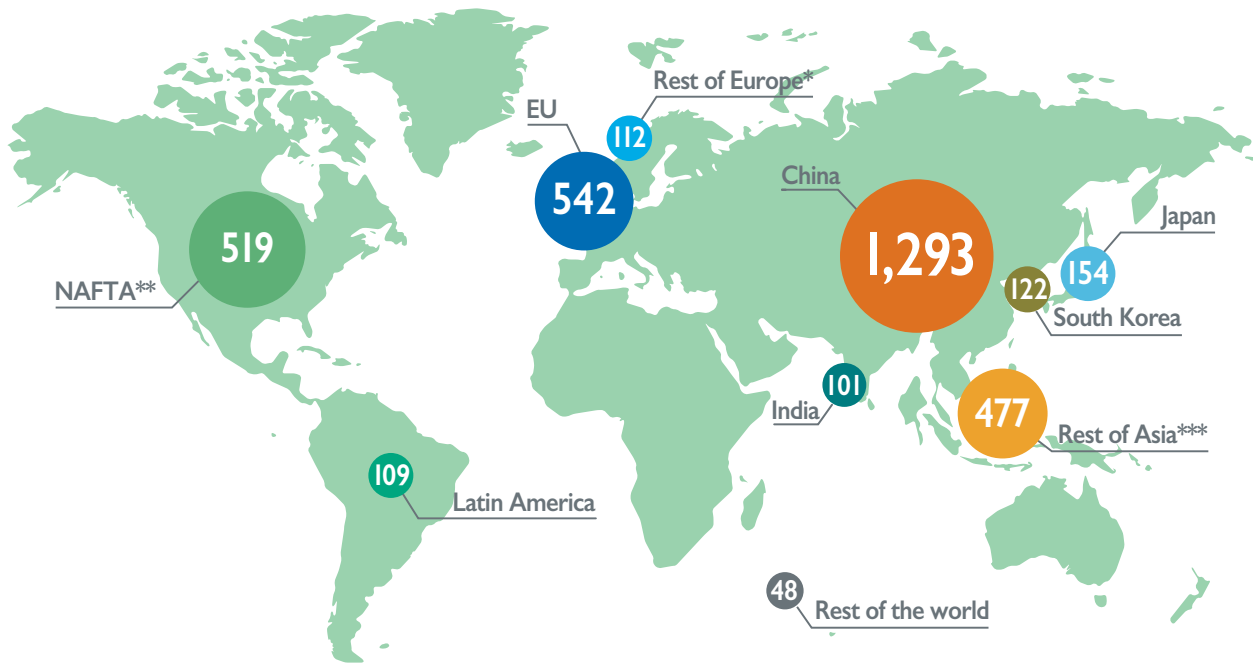 Rest of Europe*
EU
112
China
542
Japan
519
1,293
154
NAFTA**
122
South Korea
101
India
477
Rest of Asia***
109
Latin America
48
Rest of the world